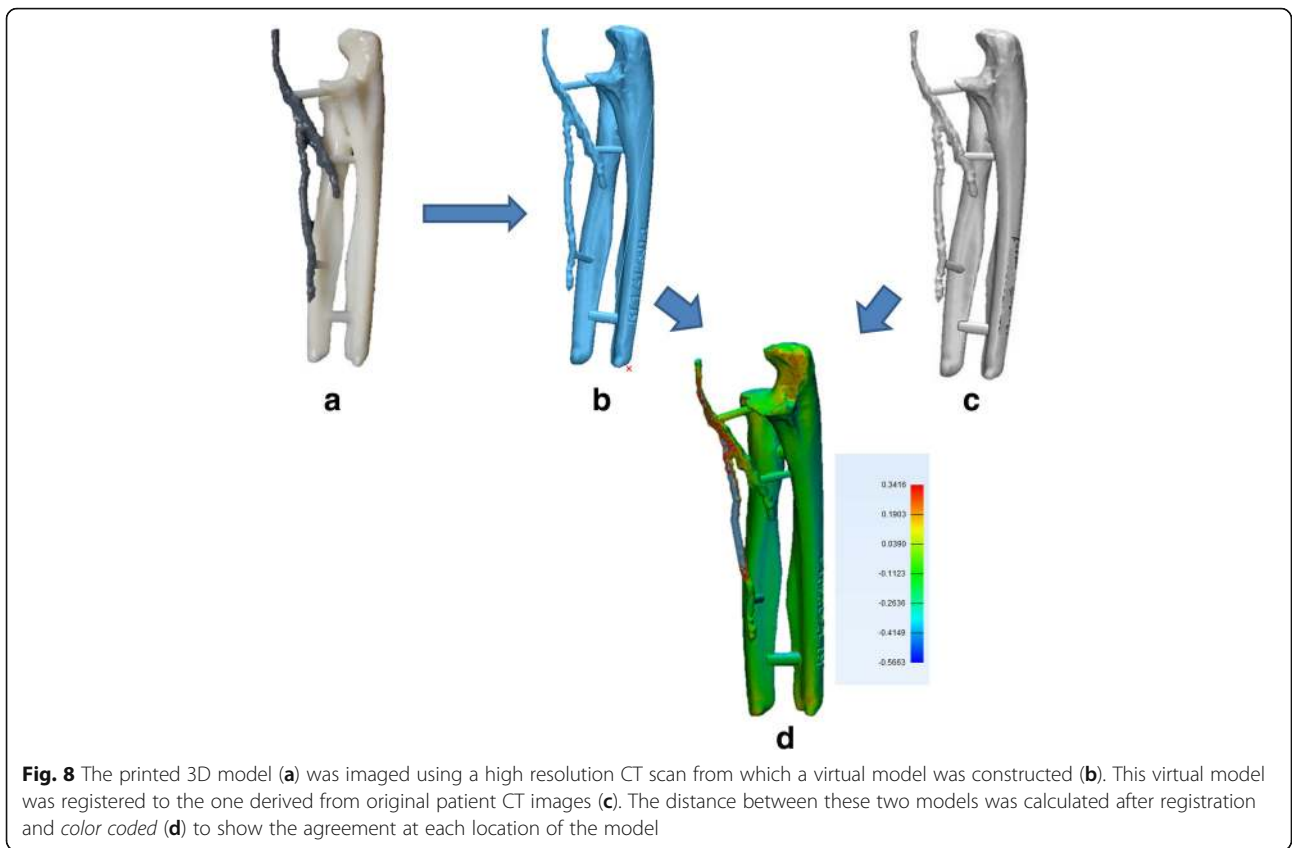 a
b
c
0.3416
0.1903
0.0390
-0.1123
-0.2636
-0.4149
-0.5663
d
Fig. 8 The printed 3D model (a) was imaged using a high resolution CT scan from which a virtual model was constructed (b). This virtual model
was registered to the one derived from original patient CT images (c). The distance between these two models was calculated after registration
and color coded (d) to show the agreement at each location of the model